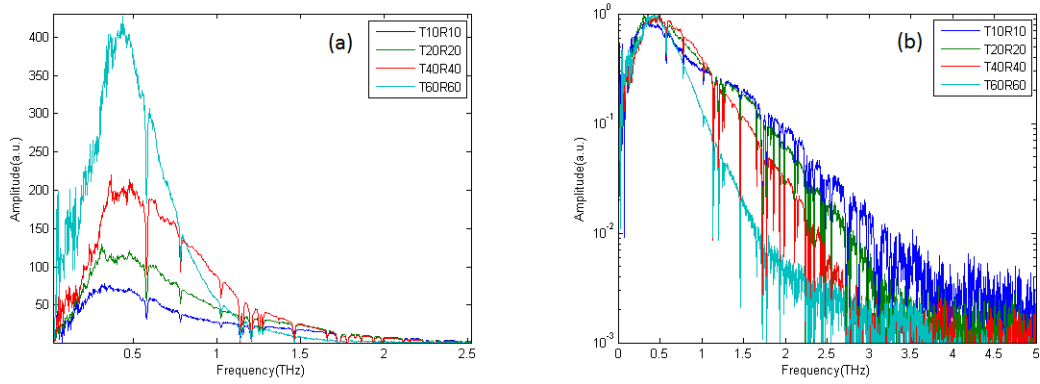 (a)
T10R10
T20R20
T40R40
T60R60
Amplitude(a.u.)
400
350
300
250
200
150
100
50
0.5
1
1.5
2
2.5
Frequency(THz)
(b)
T10R10
T20R20
T40R40
T60R60
Amplitude(a.u.)
10^0
10^-1
10^-2
10^-3
0
0.5
1
1.5
2
2.5
3
3.5
4
4.5
5
Frequency(THz)